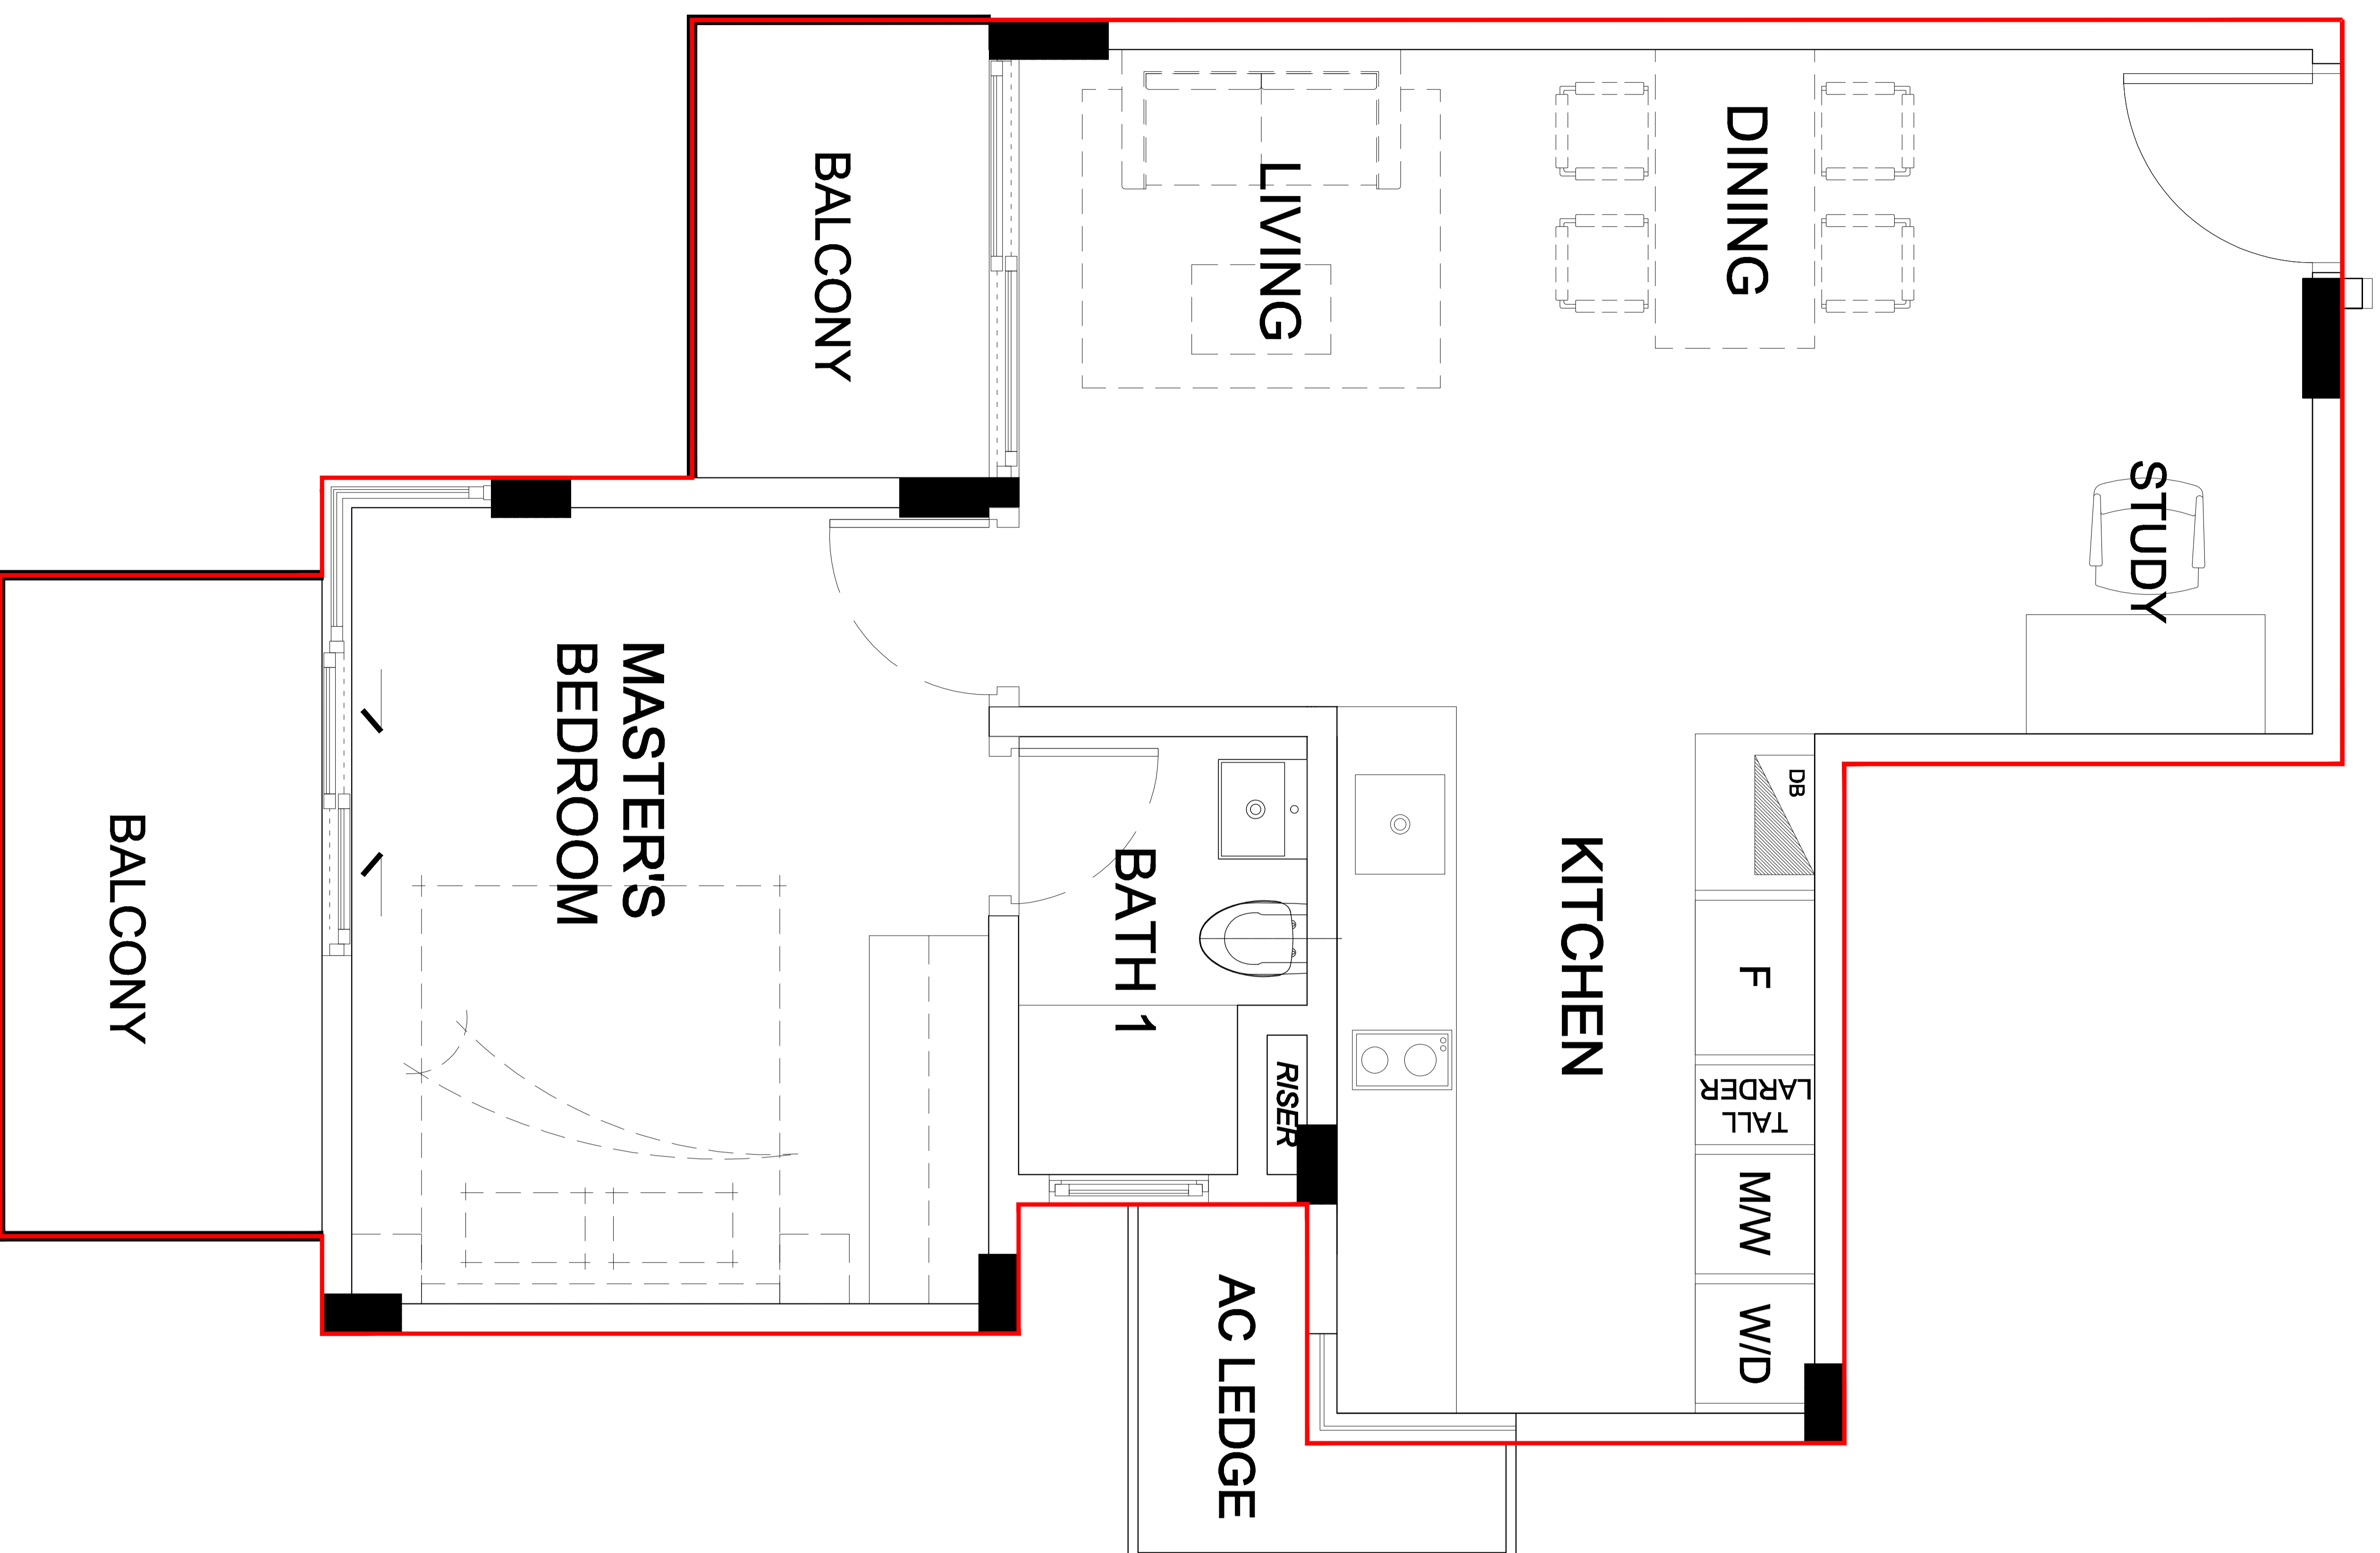 BALCONY
LIVING
DINING
STUDY
MASTER'S
BEDROOM
BALCONY
BATH 1
RISER
KITCHEN
DB
F
TALL
LARDER
M/W
W/D
AC LEDGE